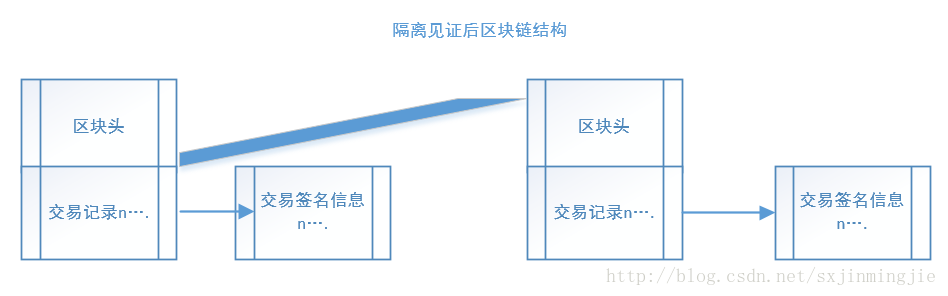 隔离见证后区块链结构
区块头
交易记录n….
交易签名信息
n….
区块头
交易记录n….
交易签名信息
n….
http://blog.csdn.net/sxjinmingjie